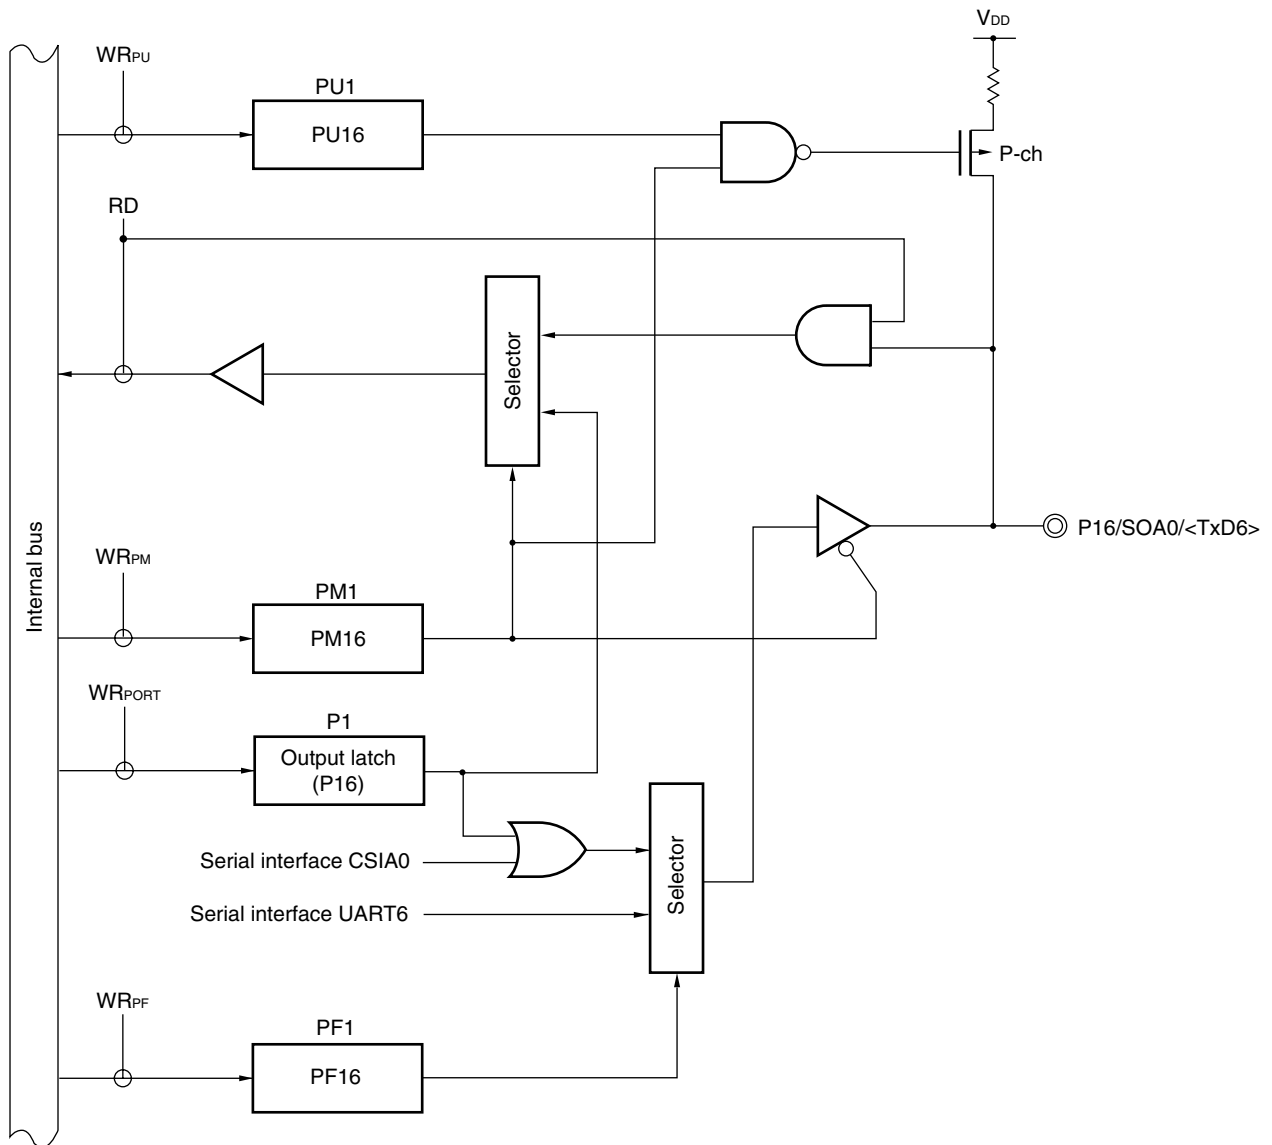 VDD
WRPU
PU1
PU16
P-ch
RD
Selector
Internal bus
P16/SOA0/<TxD6>
WRPM
PM1
PM16
WRPORT
P1
Output latch
(P16)
Serial interface CSIA0
Selector
Serial interface UART6
WRPF
PF1
PF16